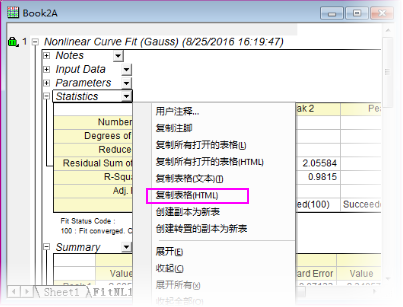 Book2A
1 Nonlinear Curve Fit (Gauss) (8/25/2016 16:19:47)
Notes
Input Data
Parameters
Statistics
用户注释...
复制注脚
复制所有打开的表格(L)
复制所有打开的表格(HTML)
复制表格(文本)(T)
复制表格(HTML)
创建副本为新表
创建转置的副本为新表
展开(E)
收起(C)
展开所有(X)
eak 2
Number
Degrees of
Reduce
Residual Sum of 2.05584
R-Squ 0.9815
Adj.
ed(100) Succeede
Fit Status Code :
100 : Fit converged.
Summary
Value
ard Error Value
Sheet1 FitNL1